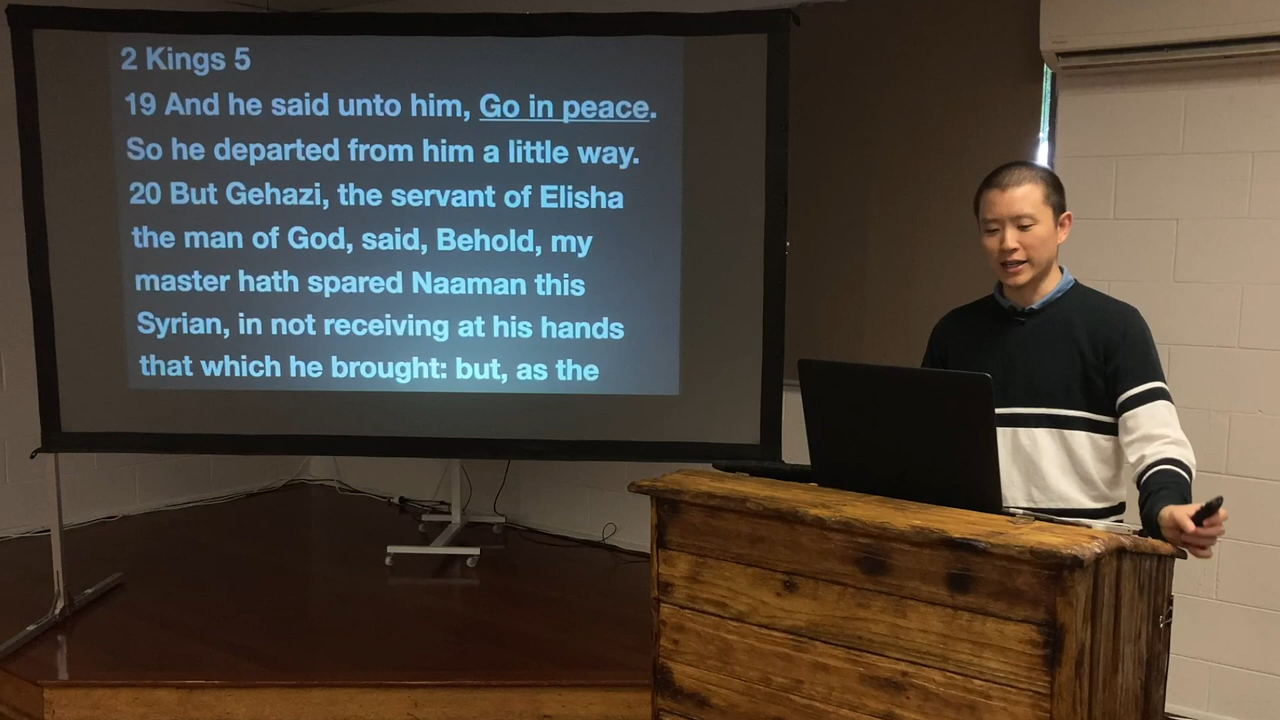 2 Kings 5
19 And he said unto him, Go in peace.
So he departed from him a little way.
20 But Gehazi, the servant of Elisha
the man of God, said, Behold, my
master hath spared Naaman this
Syrian, in not receiving at his hands
that which he brought: but, as the